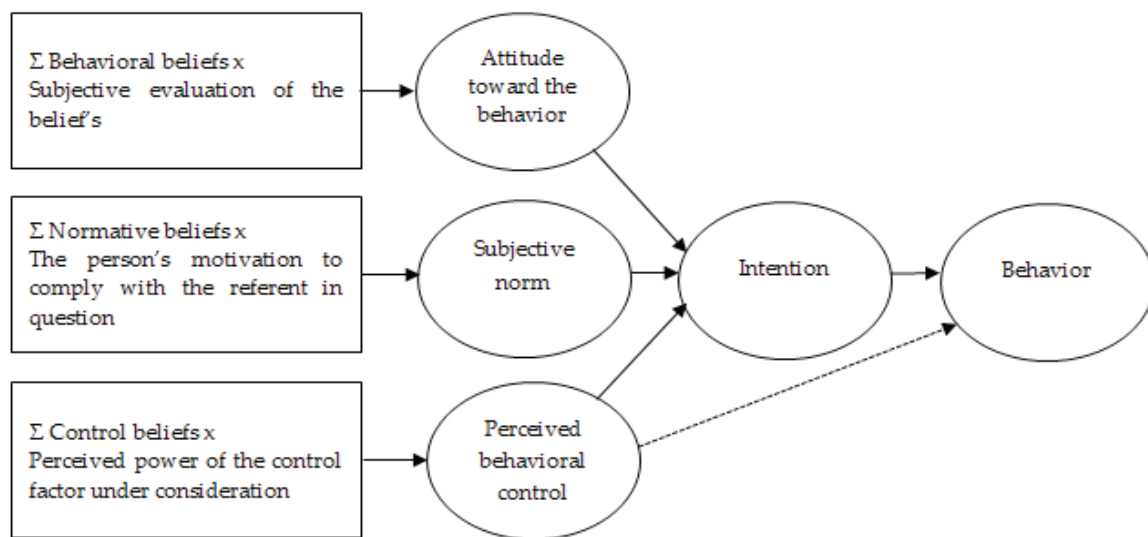 Σ Behavioral beliefs x
Subjective evaluation of the
belief's
Attitude
toward the
behavior
Σ Normative beliefs x
The person's motivation to
comply with the referent in
question
Subjective
norm
Intention
Behavior
Σ Control beliefs x
Perceived power of the control
factor under consideration
Perceived
behavioral
control